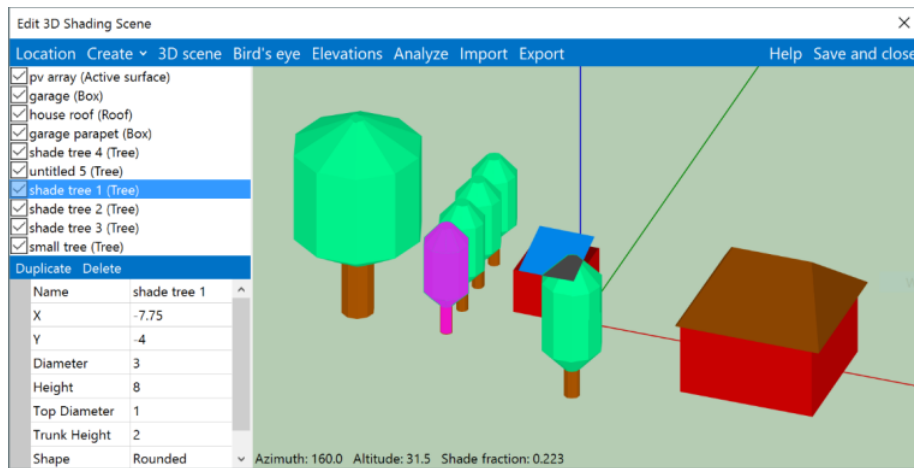 Edit 3D Shading Scene
Location Create 3D scene Bird's eye Elevations Analyze Import Export Help Save and close
pv array (Active surface)
garage (Box)
house roof (Roof)
garage parapet (Box)
shade tree 4 (Tree)
untitled 5 (Tree)
shade tree 1 (Tree)
shade tree 2 (Tree)
shade tree 3 (Tree)
small tree (Tree)
Duplicate Delete
Name shade tree 1
X -7.75
Y -4
Diameter 3
Height 8
Top Diameter 1
Trunk Height 2
Shape Rounded
Azimuth: 160.0 Altitude: 31.5 Shade fraction: 0.223